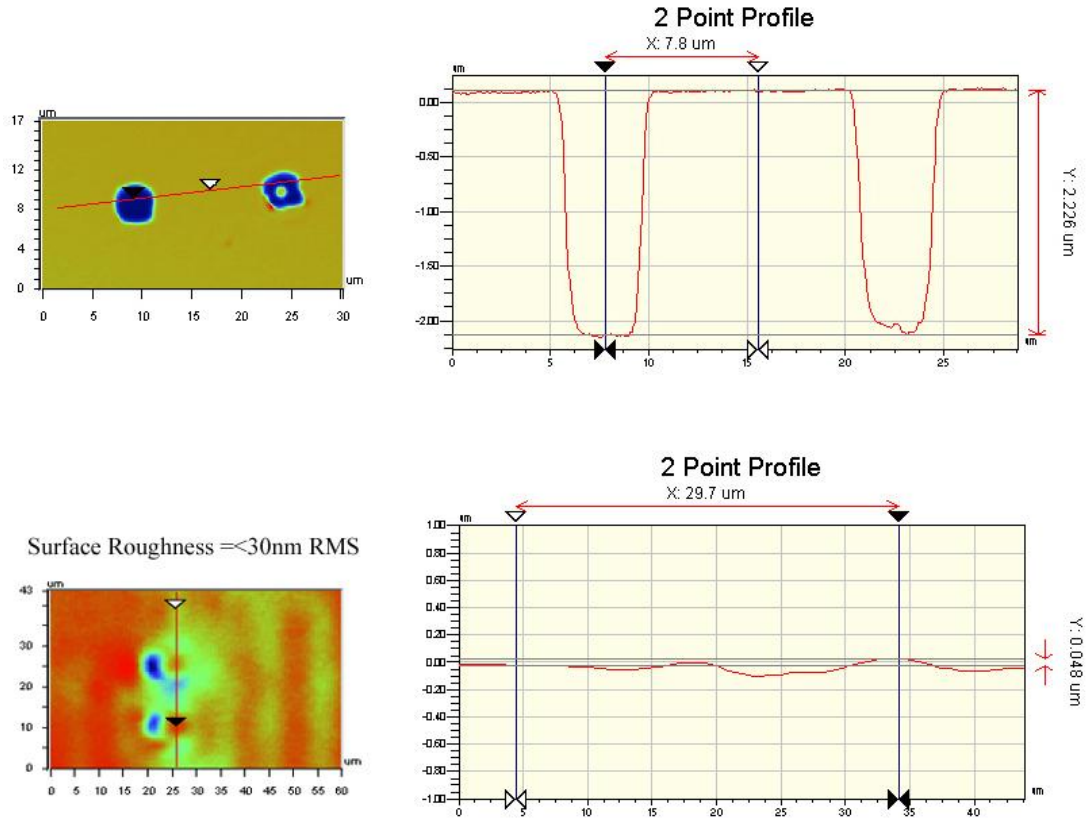 2 Point Profile
X: 7.8 um
um
17
12
8
4
0
um
0 5 10 15 20 25 30
um
0.00
-0.50
-1.00
-1.50
-2.00
um
0 5 10 15 20 25
Y: 2.226 um
Surface Roughness =<30nm RMS
um
43
30
20
10
0
um
0 5 10 15 20 25 30 35 40 45 50 55 60
2 Point Profile
X: 29.7 um
um
1.00
0.80
0.60
0.40
0.20
0.00
-0.20
-0.40
-0.60
-0.80
-1.00
um
0 5 10 15 20 25 30 35 40
Y: 0.048 um